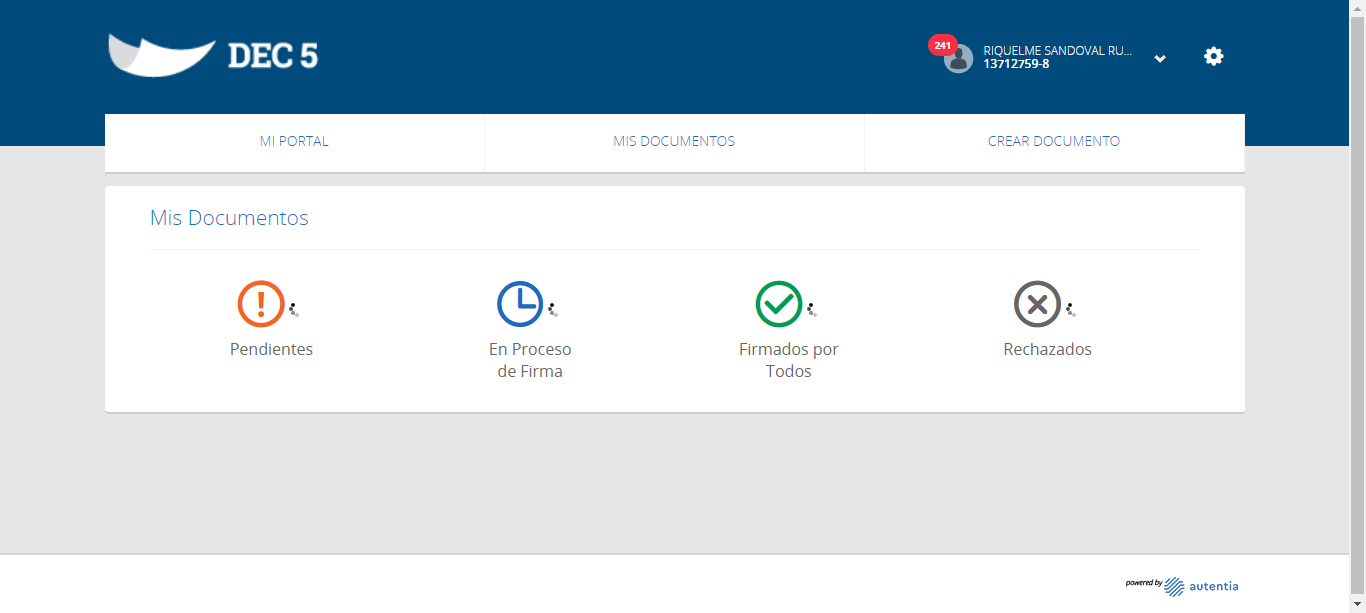 DEC 5
241
RIQUELME SANDOVAL RU...
13712759-8
MI PORTAL
MIS DOCUMENTOS
CREAR DOCUMENTO
Mis Documentos
Pendientes
En Proceso
de Firma
Firmados por
Todos
Rechazados
powered by autentia